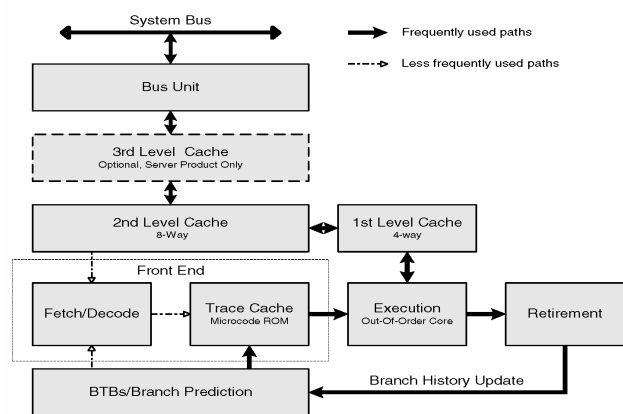 System Bus
Frequently used paths
Less frequently used paths
Bus Unit
3rd Level Cache
Optional, Server Product Only
2nd Level Cache
8-Way
1st Level Cache
4-way
Front End
Fetch/Decode
Trace Cache
Microcode ROM
Execution
Out-Of-Order Core
Retirement
Branch History Update
BTBs/Branch Prediction